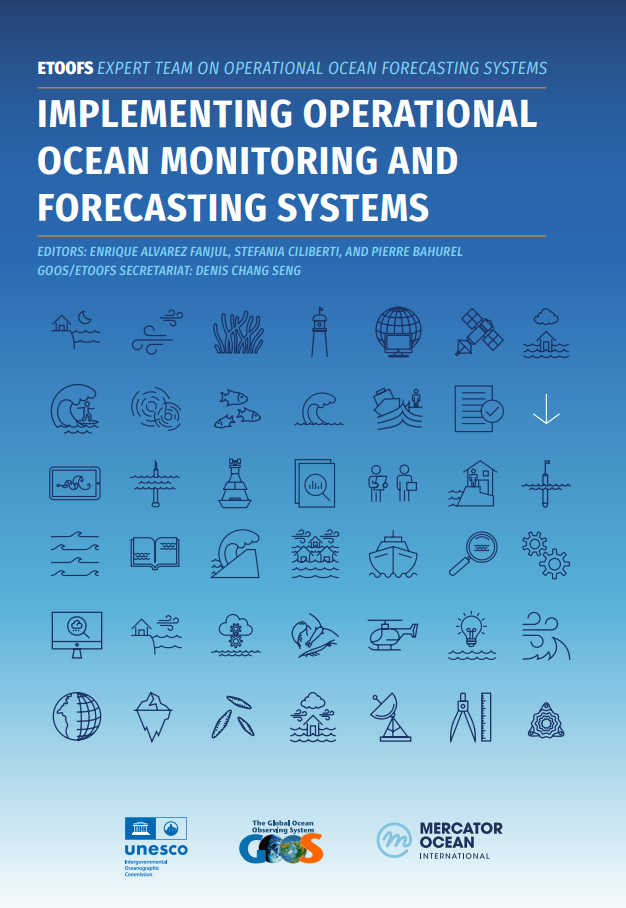 ETOOFS EXPERT TEAM ON OPERATIONAL OCEAN FORECASTING SYSTEMS
IMPLEMENTING OPERATIONAL
OCEAN MONITORING AND
FORECASTING SYSTEMS
EDITORS: ENRIQUE ALVAREZ FANJUL, STEFANIA CILIBERTI, AND PIERRE BAHUREL
GOOS/ETOOFS SECRETARIAT: DENIS CHANG SENG
unesco
Intergovernmental
Oceanographic
Commission
The Global Ocean
Observing System
GOOS
MERCATOR
OCEAN
INTERNATIONAL